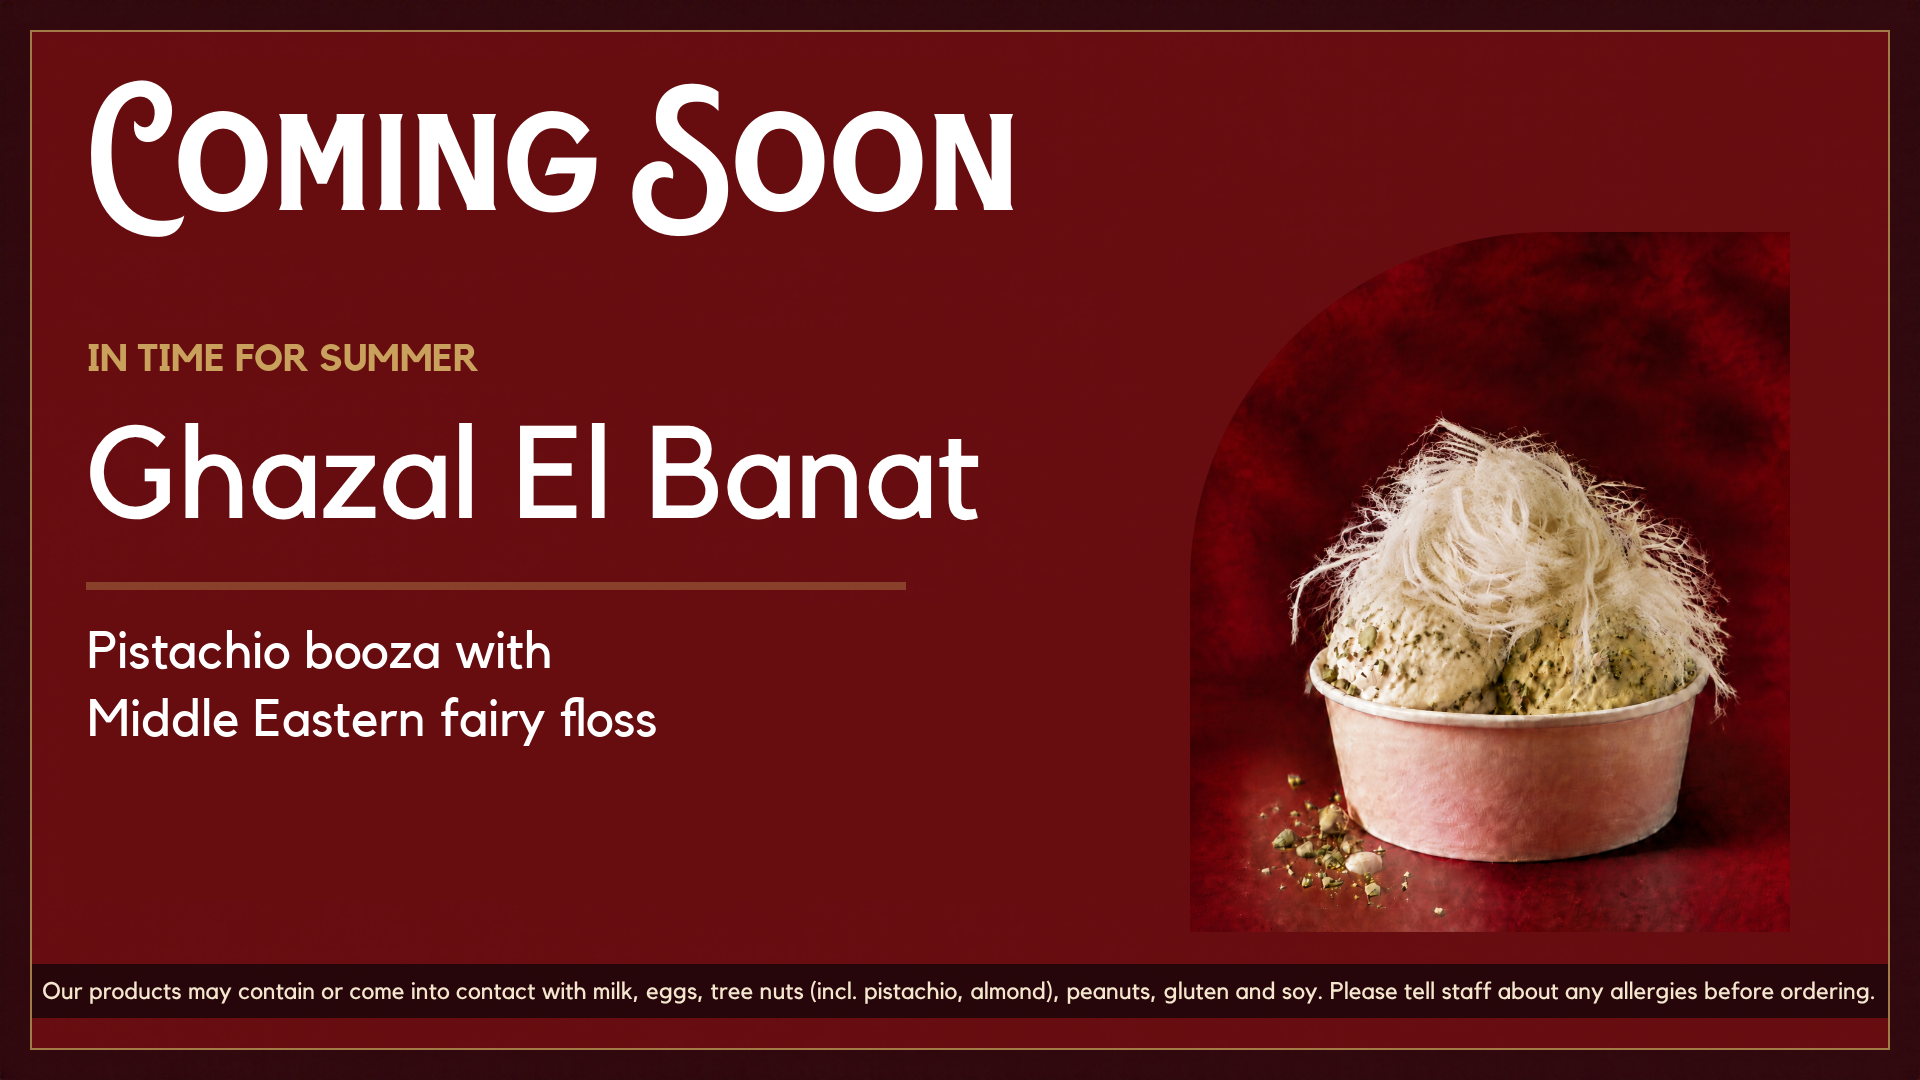 Coming Soon
IN TIME FOR SUMMER
Ghazal El Banat
Pistachio booza with
Middle Eastern fairy floss
Our products may contain or come into contact with milk, eggs, tree nuts (incl. pistachio, almond), peanuts, gluten and soy. Please tell staff about any allergies before ordering.